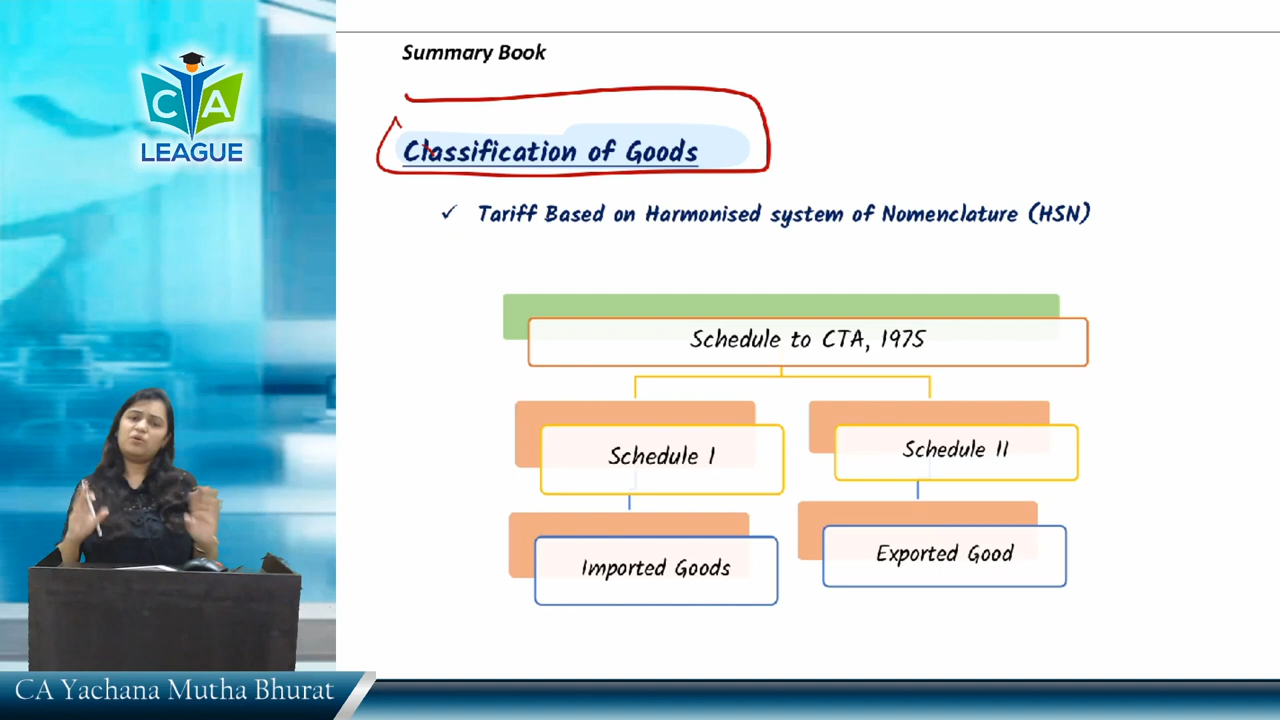 Summary Book
CTA
LEAGUE
Classification of Goods
✓ Tariff Based on Harmonised system of Nomenclature (HSN)
Schedule to CTA, 1975
Schedule I
Schedule II
Imported Goods
Exported Good
CA Yachana Mutha Bhurat